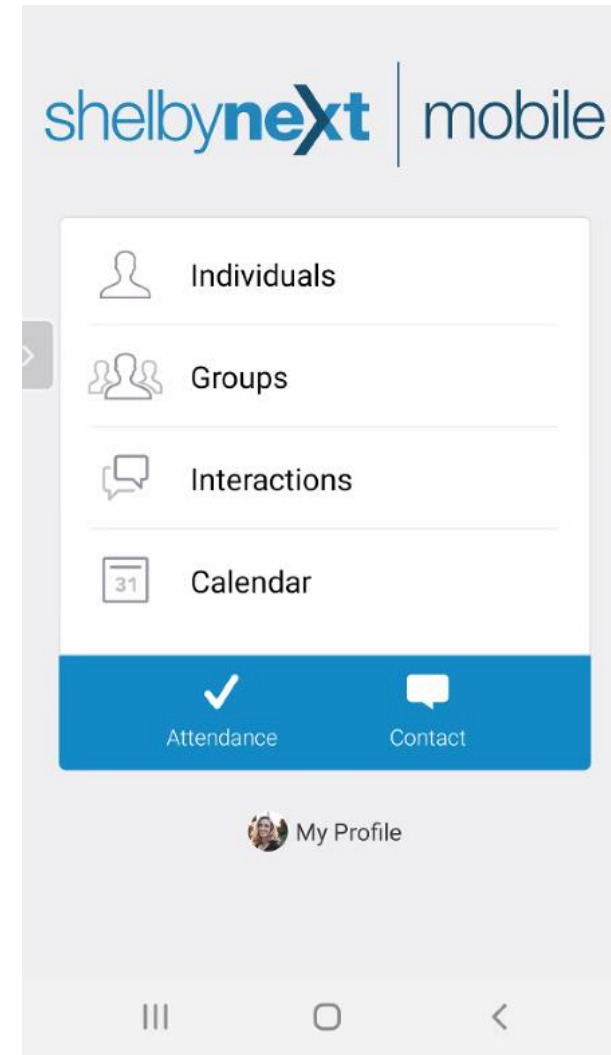 shelbynext | mobile
Individuals
Groups
Interactions
31 Calendar
Attendance Contact
My Profile